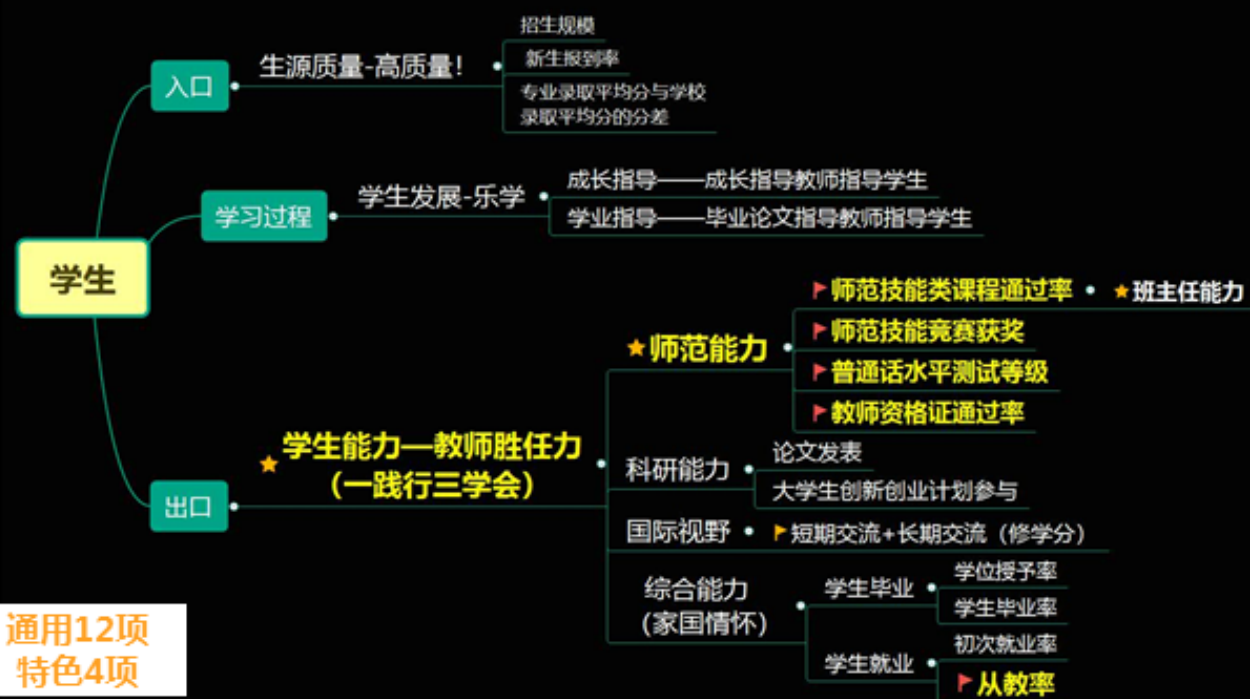 学生
入口
生源质量-高质量！
招生规模
新生报到率
专业录取平均分与学校
录取平均分的分差
学习过程
学生发展-乐学
成长指导——成长指导教师指导学生
学业指导——毕业论文指导教师指导学生
出口
学生能力—教师胜任力
（一践行三学会）
师范能力
师范技能类课程通过率
班主任能力
师范技能竞赛获奖
普通话水平测试等级
教师资格证通过率
科研能力
论文发表
大学生创新创业计划参与
国际视野
短期交流+长期交流（修学分）
综合能力
（家国情怀）
学生毕业
学位授予率
学生毕业率
学生就业
初次就业率
从教率
通用12项
特色4项